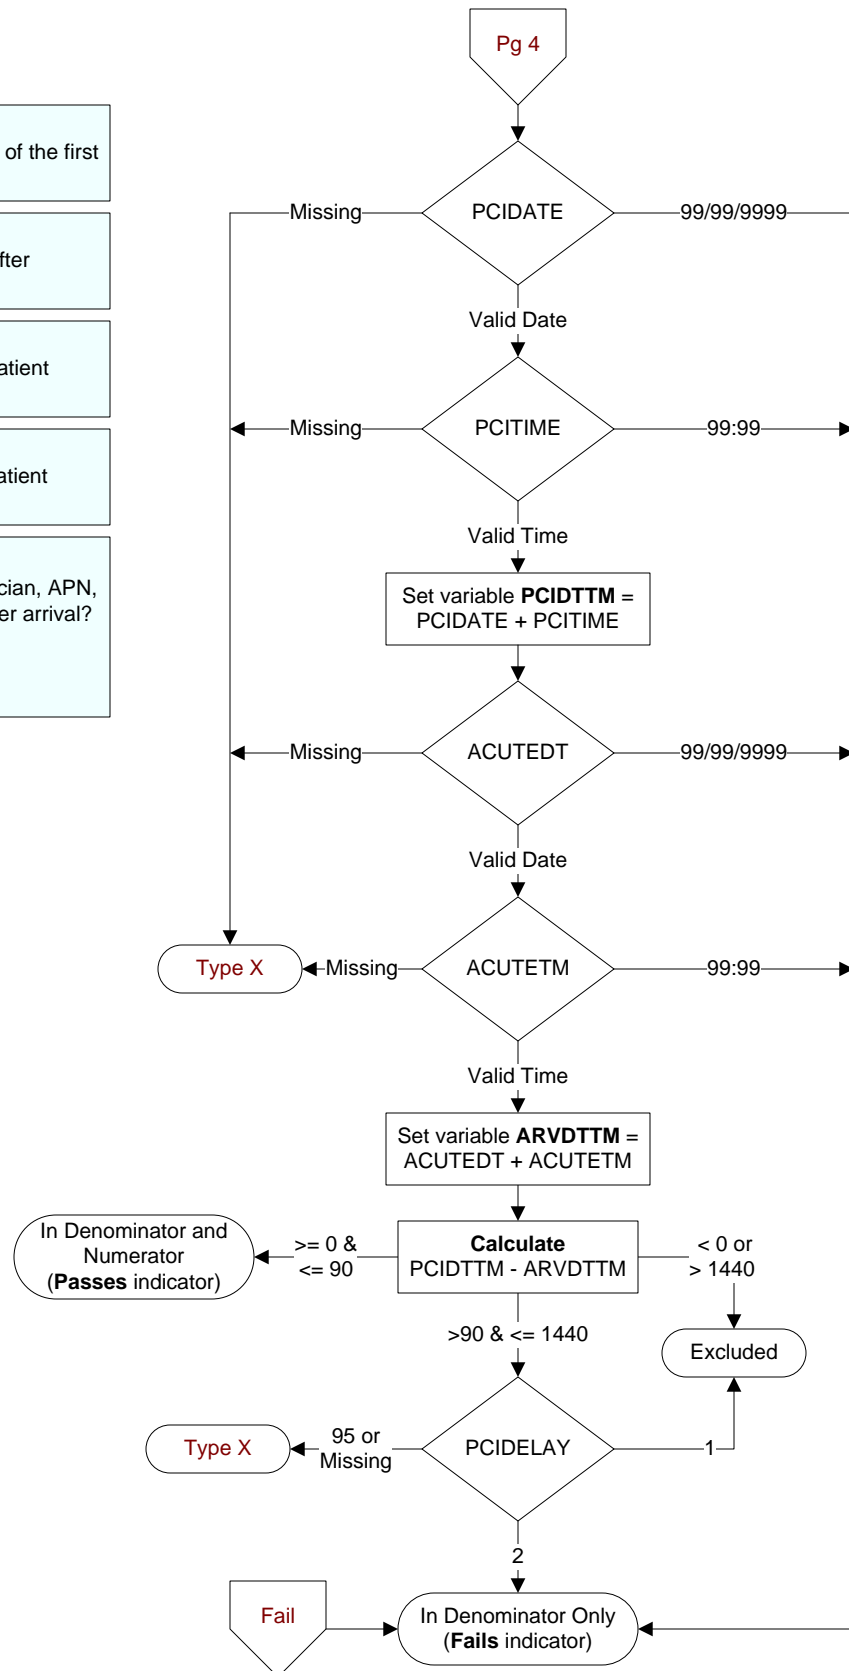 Pg 4
of the first
fter
atient
atient
cian, APN,
er arrival?
Missing
PCIDATE
99/99/9999
Valid Date
Missing
PCITIME
99:99
Valid Time
Set variable PCIDTTM =
PCIDATE + PCITIME
Missing
ACUTEDT
99/99/9999
Valid Date
Type X
Missing
ACUTETM
99:99
Valid Time
Set variable ARVDTTM =
ACUTEDT + ACUTETM
In Denominator and
Numerator
(Passes indicator)
>= 0 &
<= 90
Calculate
PCIDTTM - ARVDTTM
< 0 or
> 1440
>90 & <= 1440
Excluded
Type X
95 or
Missing
PCIDELAY
1
2
Fail
In Denominator Only
(Fails indicator)